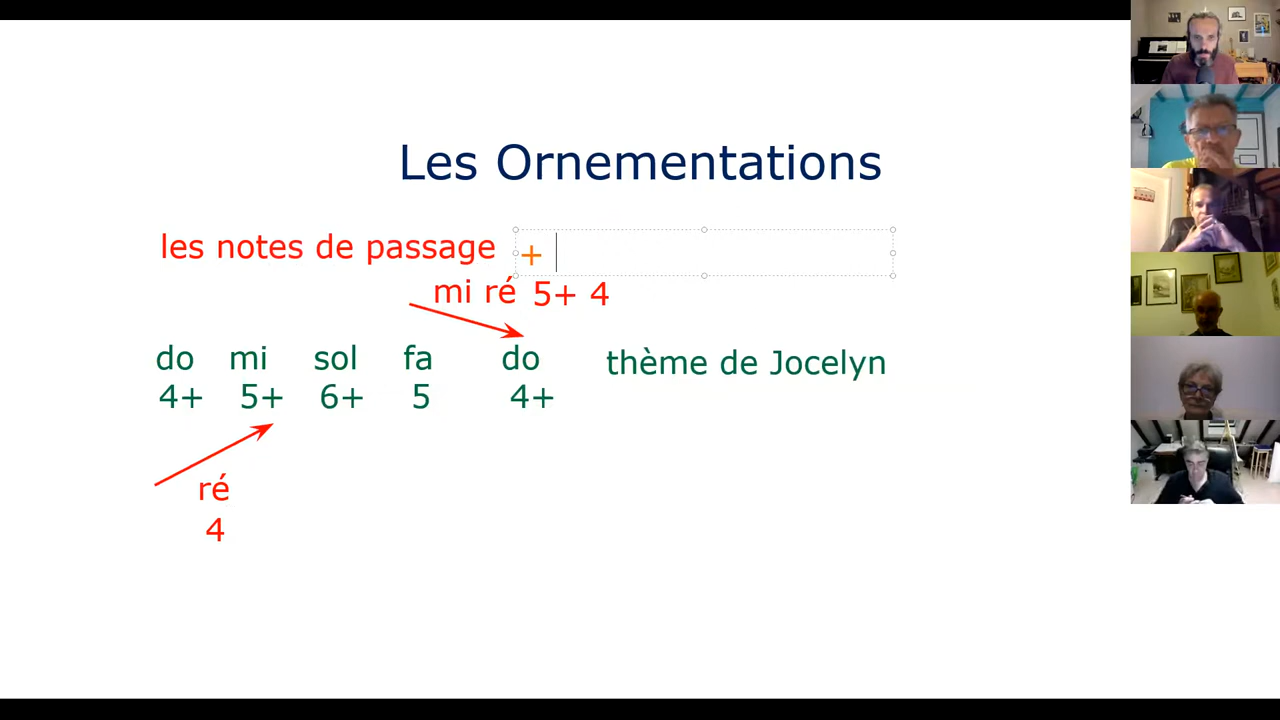 Les Ornementations
les notes de passage +
mi ré 5+ 4
do mi sol fa do thème de Jocelyn
4+ 5+ 6+ 5 4+
ré
4